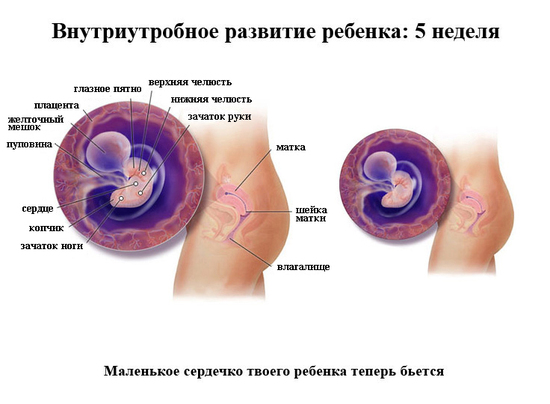 Внутриутробное развитие ребенка: 5 неделя
верхняя челюсть
глазное пятно
нижняя челюсть
плацента
зачаток руки
желточный
мешок
пуповина
матка
сердце
шейка
матки
копчик
зачаток ноги
влагалище
Маленькое сердечко твоего ребенка теперь бьется